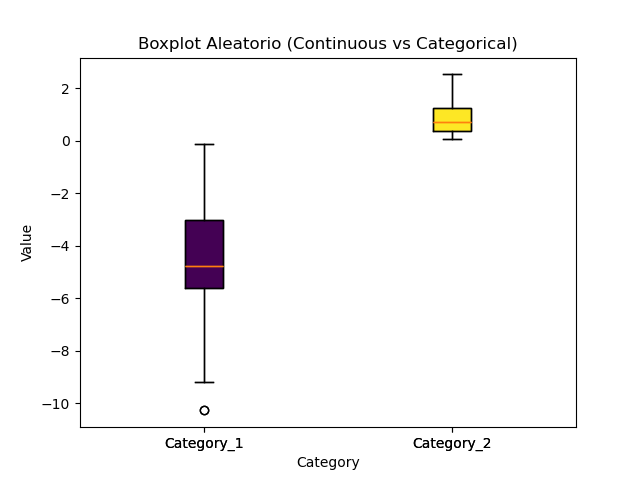 Boxplot Aleatorio (Continuous vs Categorical)
Value
2
0
−2
−4
−6
−8
−10
Category_1
Category_2
Category